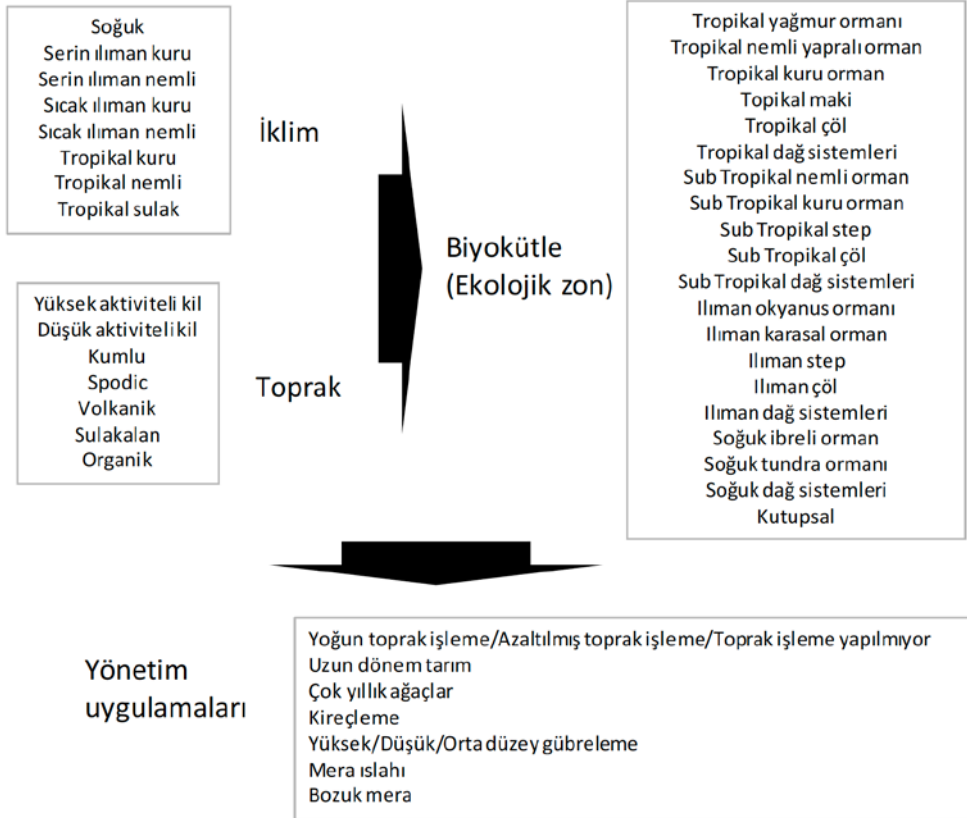 Soğuk
Serin ılıman kuru
Serin ılıman nemli
Sıcak ılıman kuru
Sıcak ılıman nemli
Tropikal kuru
Tropikal nemli
Tropikal sulak
İklim
Yüksek aktiviteli kil
Düşük aktiviteli kil
Kumlu
Spodic
Volkanik
Sulakalan
Organik
Toprak
Biyokütle
(Ekolojik zon)
Tropikal yağmur ormanı
Tropikal nemli yapralı orman
Tropikal kuru orman
Topikal maki
Tropikal çöl
Tropikal dağ sistemleri
Sub Tropikal nemli orman
Sub Tropikal kuru orman
Sub Tropikal step
Sub Tropikal çöl
Sub Tropikal dağ sistemleri
Ilıman okyanus ormanı
Ilıman karasal orman
Ilıman step
Ilıman çöl
Ilıman dağ sistemleri
Soğuk ibreli orman
Soğuk tundra ormanı
Soğuk dağ sistemleri
Kutupsal
Yönetim
uygulamaları
Yoğun toprak işleme/Azaltılmış toprak işleme/Toprak işleme yapılmıyor
Uzun dönem tarım
Çok yıllık ağaçlar
Kireçleme
Yüksek/Düşük/Orta düzey gübreleme
Mera ıslahı
Bozuk mera